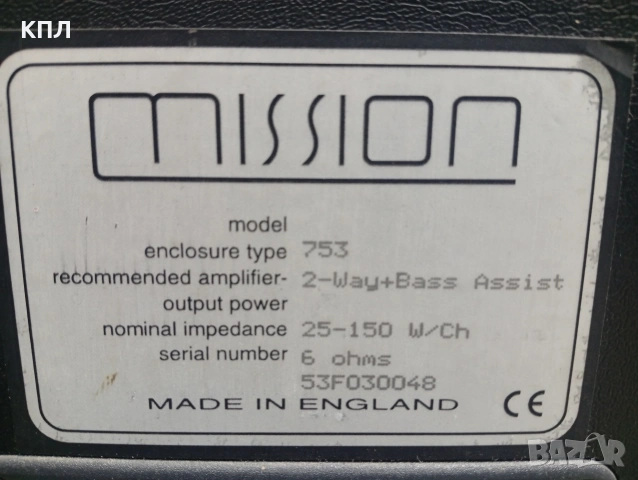 КПЛ
mission
model
enclosure type 753
recommended amplifier- 2-Way+Bass Assist
output power
nominal impedance 25-150 W/Ch
serial number 6 ohms
53F030048
MADE IN ENGLAND CE
BAZAR